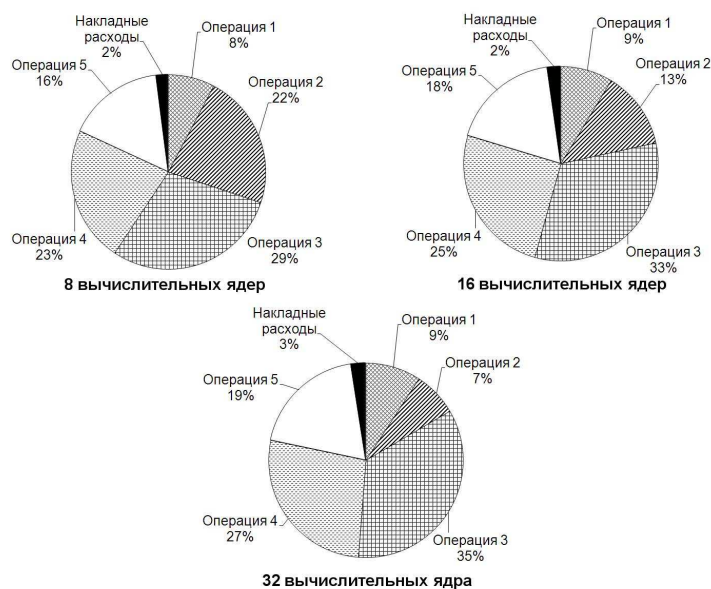 Накладные
расходы
2%
Операция 1
8%
Операция 2
22%
Операция 3
29%
Операция 4
23%
Операция 5
16%
8 вычислительных ядер
Накладные
расходы
2%
Операция 1
9%
Операция 2
13%
Операция 3
33%
Операция 4
25%
Операция 5
18%
16 вычислительных ядер
Накладные
расходы
3%
Операция 1
9%
Операция 2
7%
Операция 3
35%
Операция 4
27%
Операция 5
19%
32 вычислительных ядра